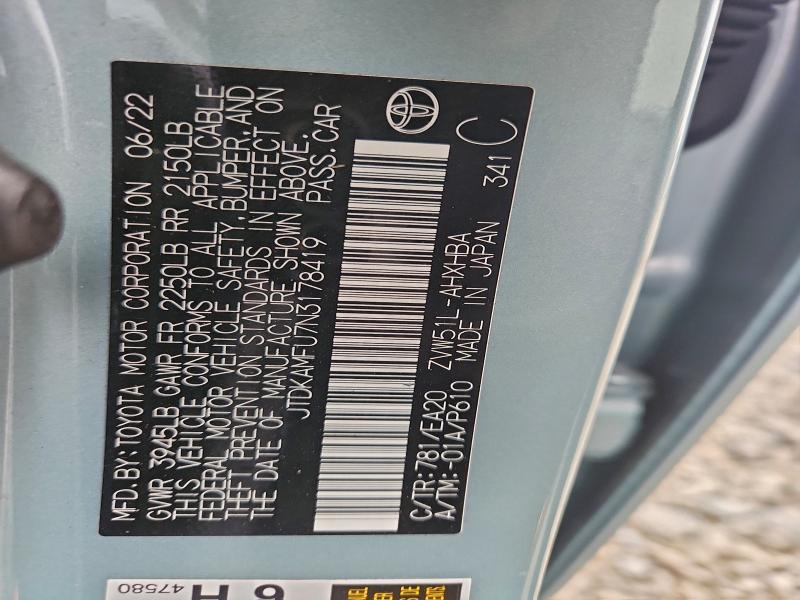 MFD. BY: TOYOTA MOTOR CORPORATION 06/22
GVWR 3945LB GAWR FR 2250LB RR 2150LB
THIS VEHICLE CONFORMS TO ALL APPLICABLE
FEDERAL MOTOR VEHICLE SAFETY, BUMPER, AND
THEFT PREVENTION STANDARDS IN EFFECT ON
THE DATE OF MANUFACTURE SHOWN ABOVE.
JTDKAMFU7N3178419 PASS. CAR
C/TR:781/EA20 ZVW51L-AHXHBA
A/TM:-01A/P610 MADE IN JAPAN 341 C
47580
H